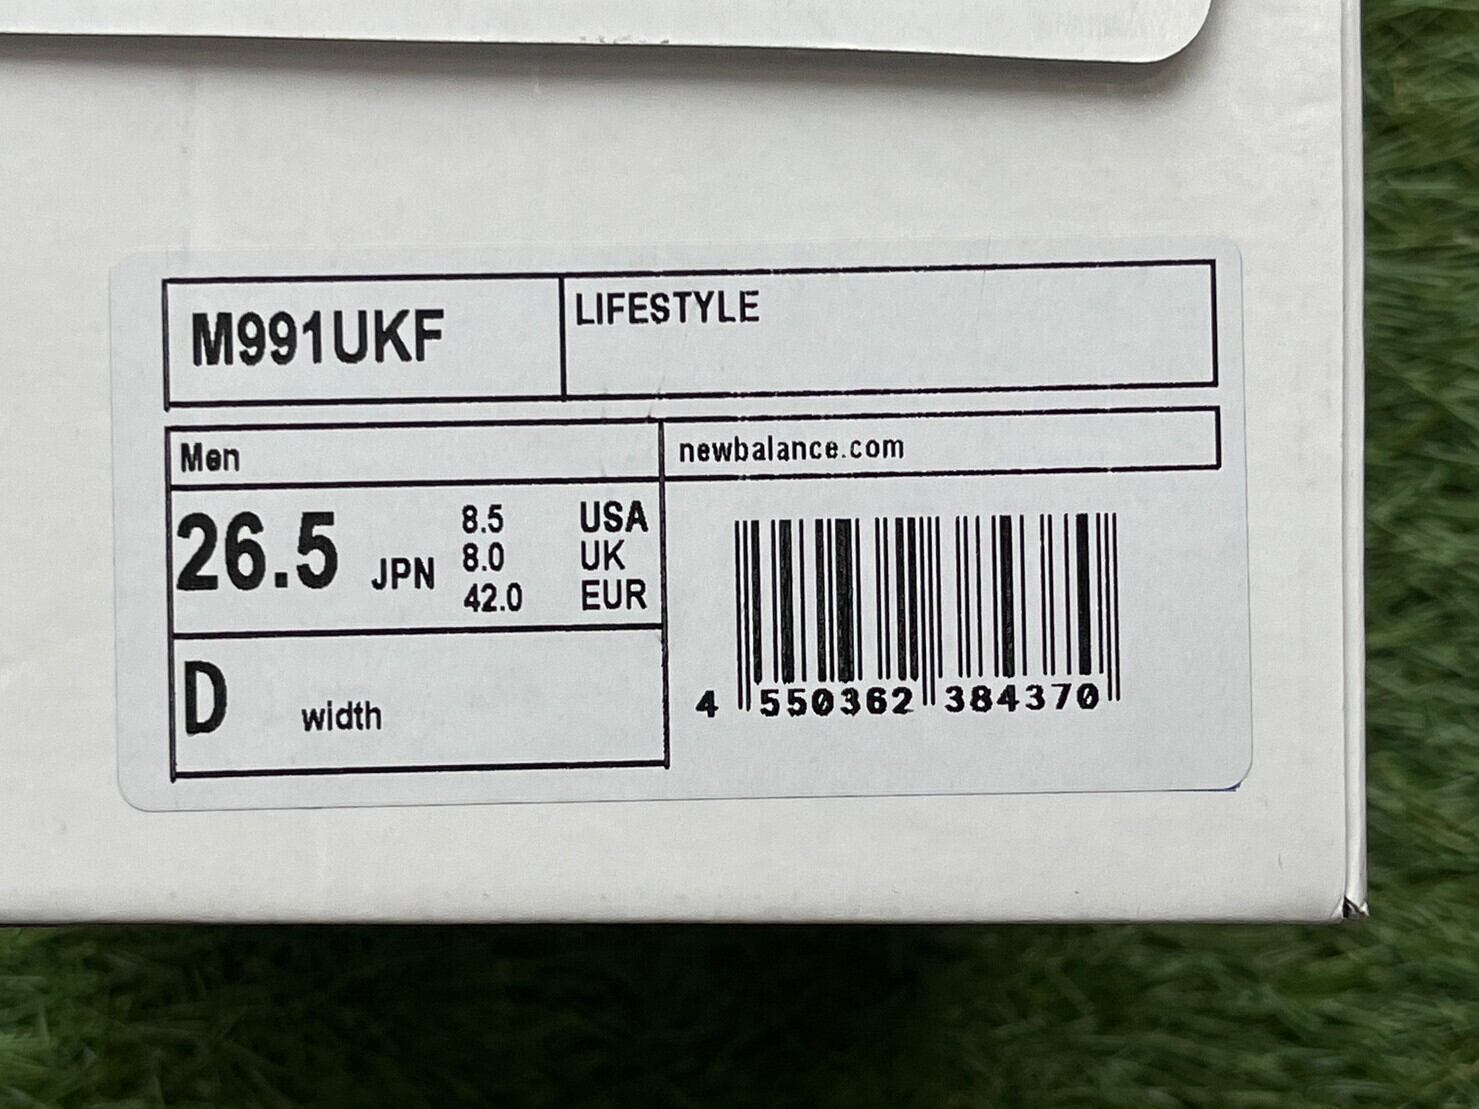 M991UKF
LIFESTYLE
Men
newbalance.com
26.5 JPN
8.5 USA
8.0 UK
42.0 EUR
D width
4 550362 384370